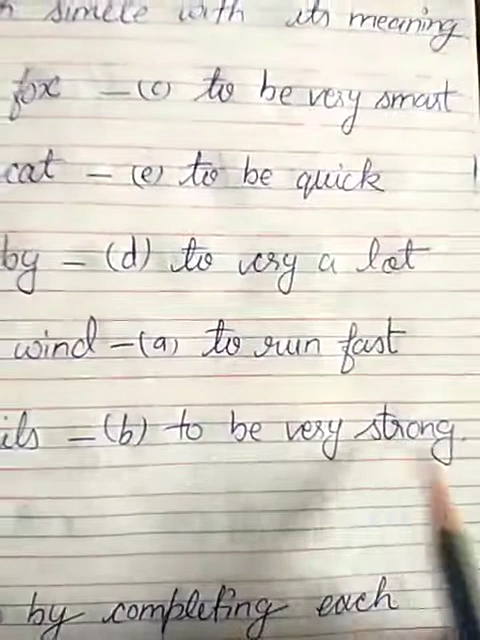 simile with its meaning
fox - (c) to be very smart
cat - (e) to be quick
by - (d) to cry a lot
wind - (a) to run fast
ils - (b) to be very strong.
by completing each